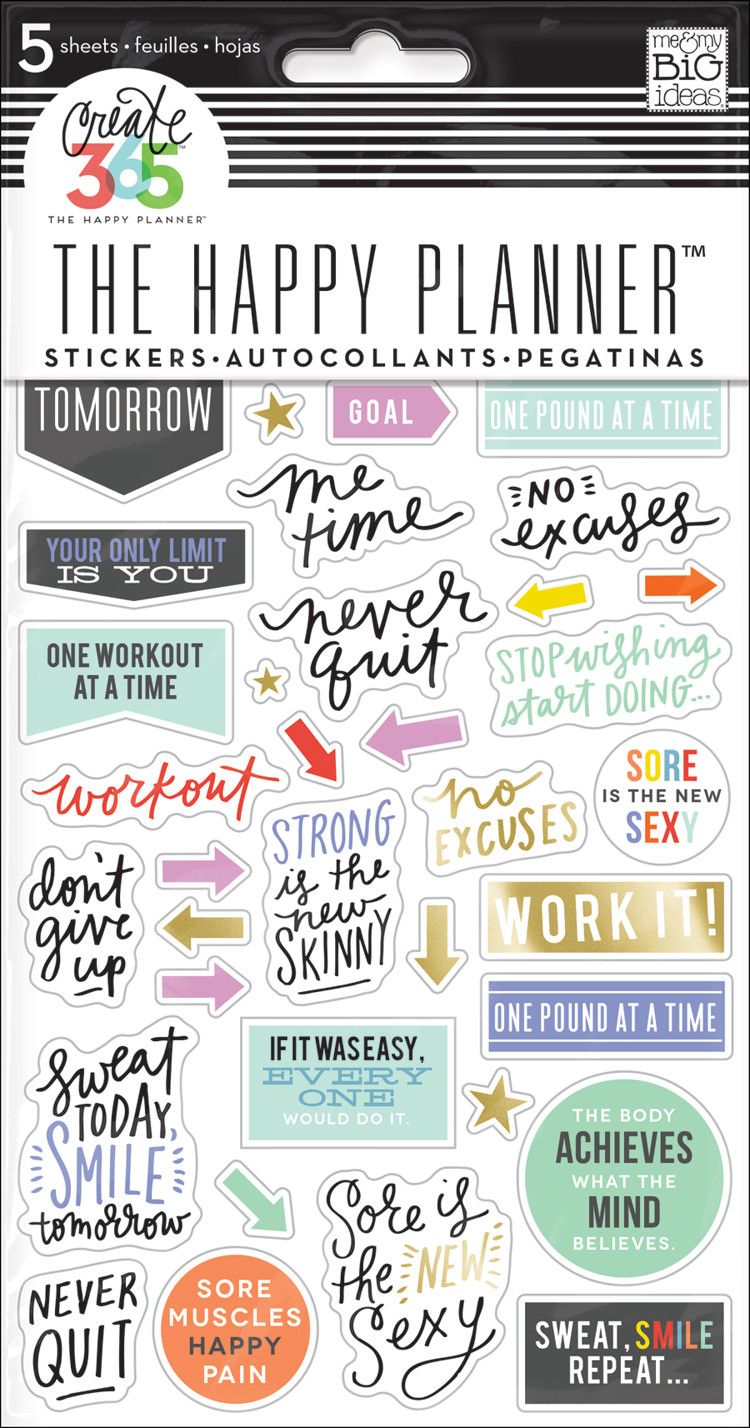 5 sheets • feuilles • hojas
me&my
BiG
ideas
Create
365™
THE HAPPY PLANNER™
THE HAPPY PLANNER™
STICKERS • AUTOCOLLANTS • PEGATINAS
TOMORROW
GOAL
ONE POUND AT A TIME
me
time
NO
excuses
YOUR ONLY LIMIT
IS YOU
never
quit
ONE WORKOUT
AT A TIME
STOP wishing
start DOING...
workout
STRONG
is the
new
SKINNY
no
EXCUSES
SORE
IS THE NEW
SEXY
don't
give
up
WORK IT!
ONE POUND AT A TIME
sweat
TODAY,
SMILE
tomorrow
IF IT WAS EASY,
EVERY
ONE
WOULD DO IT.
THE BODY
ACHIEVES
WHAT THE
MIND
BELIEVES.
Sore is
the NEW
Sexy
NEVER
QUIT
SORE
MUSCLES
HAPPY
PAIN
SWEAT, SMILE
REPEAT...